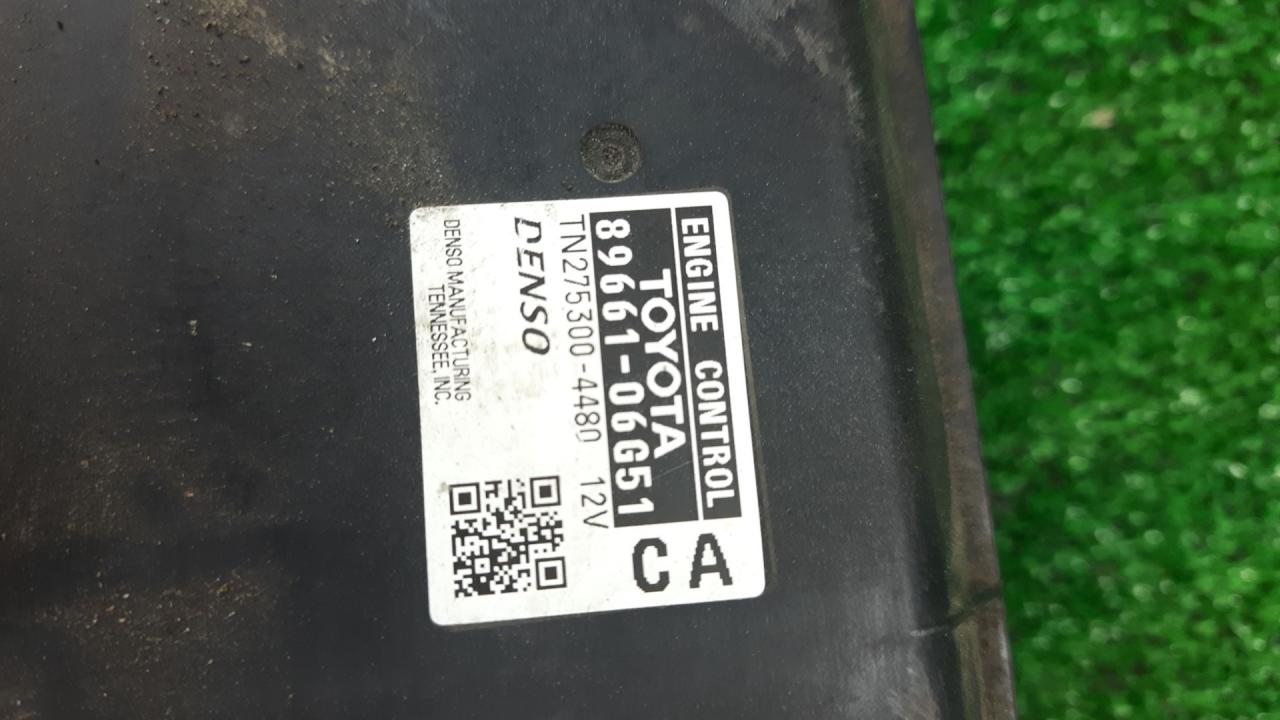 ENGINE CONTROL
TOYOTA
89661-06G51
CA
TN275300-4480 12V
DENSO
DENSO MANUFACTURING
TENNESSEE, INC.